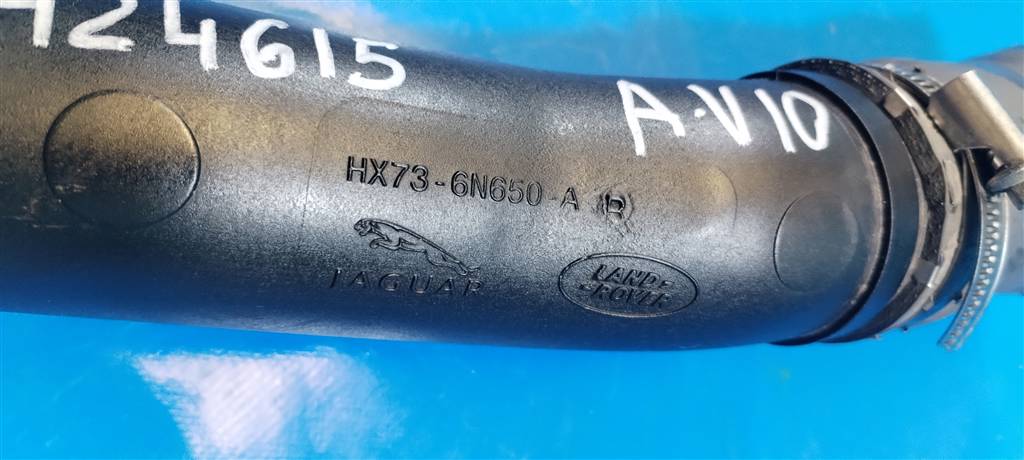 424615
A-V10
HX73-6N650-A B
JAGUAR
LAND-
-ROVER